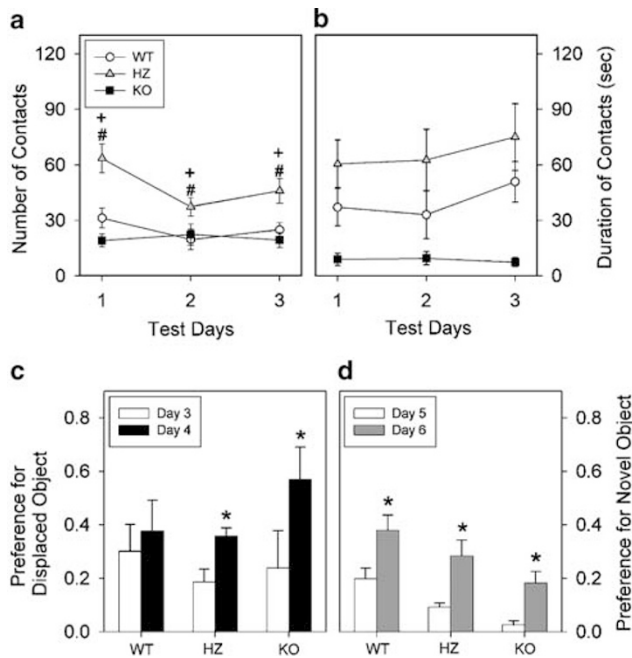 a
b
120
90
60
30
0
Number of Contacts
WT
HZ
KO
+
#
+
#
+
#
1 2 3
Test Days
120
90
60
30
0
Duration of Contacts (sec)
1 2 3
Test Days
c
d
0.8
0.6
0.4
0.2
0.0
Preference for
Displaced Object
Day 3
Day 4
*
*
WT HZ KO
Day 5
Day 6
*
*
*
WT HZ KO
0.8
0.6
0.4
0.2
0.0
Preference for Novel Object